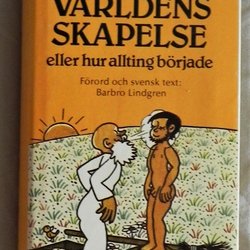 VÄRLDENS
SKAPELSE
eller hur allting började
Förord och svensk text:
Barbro Lindgren